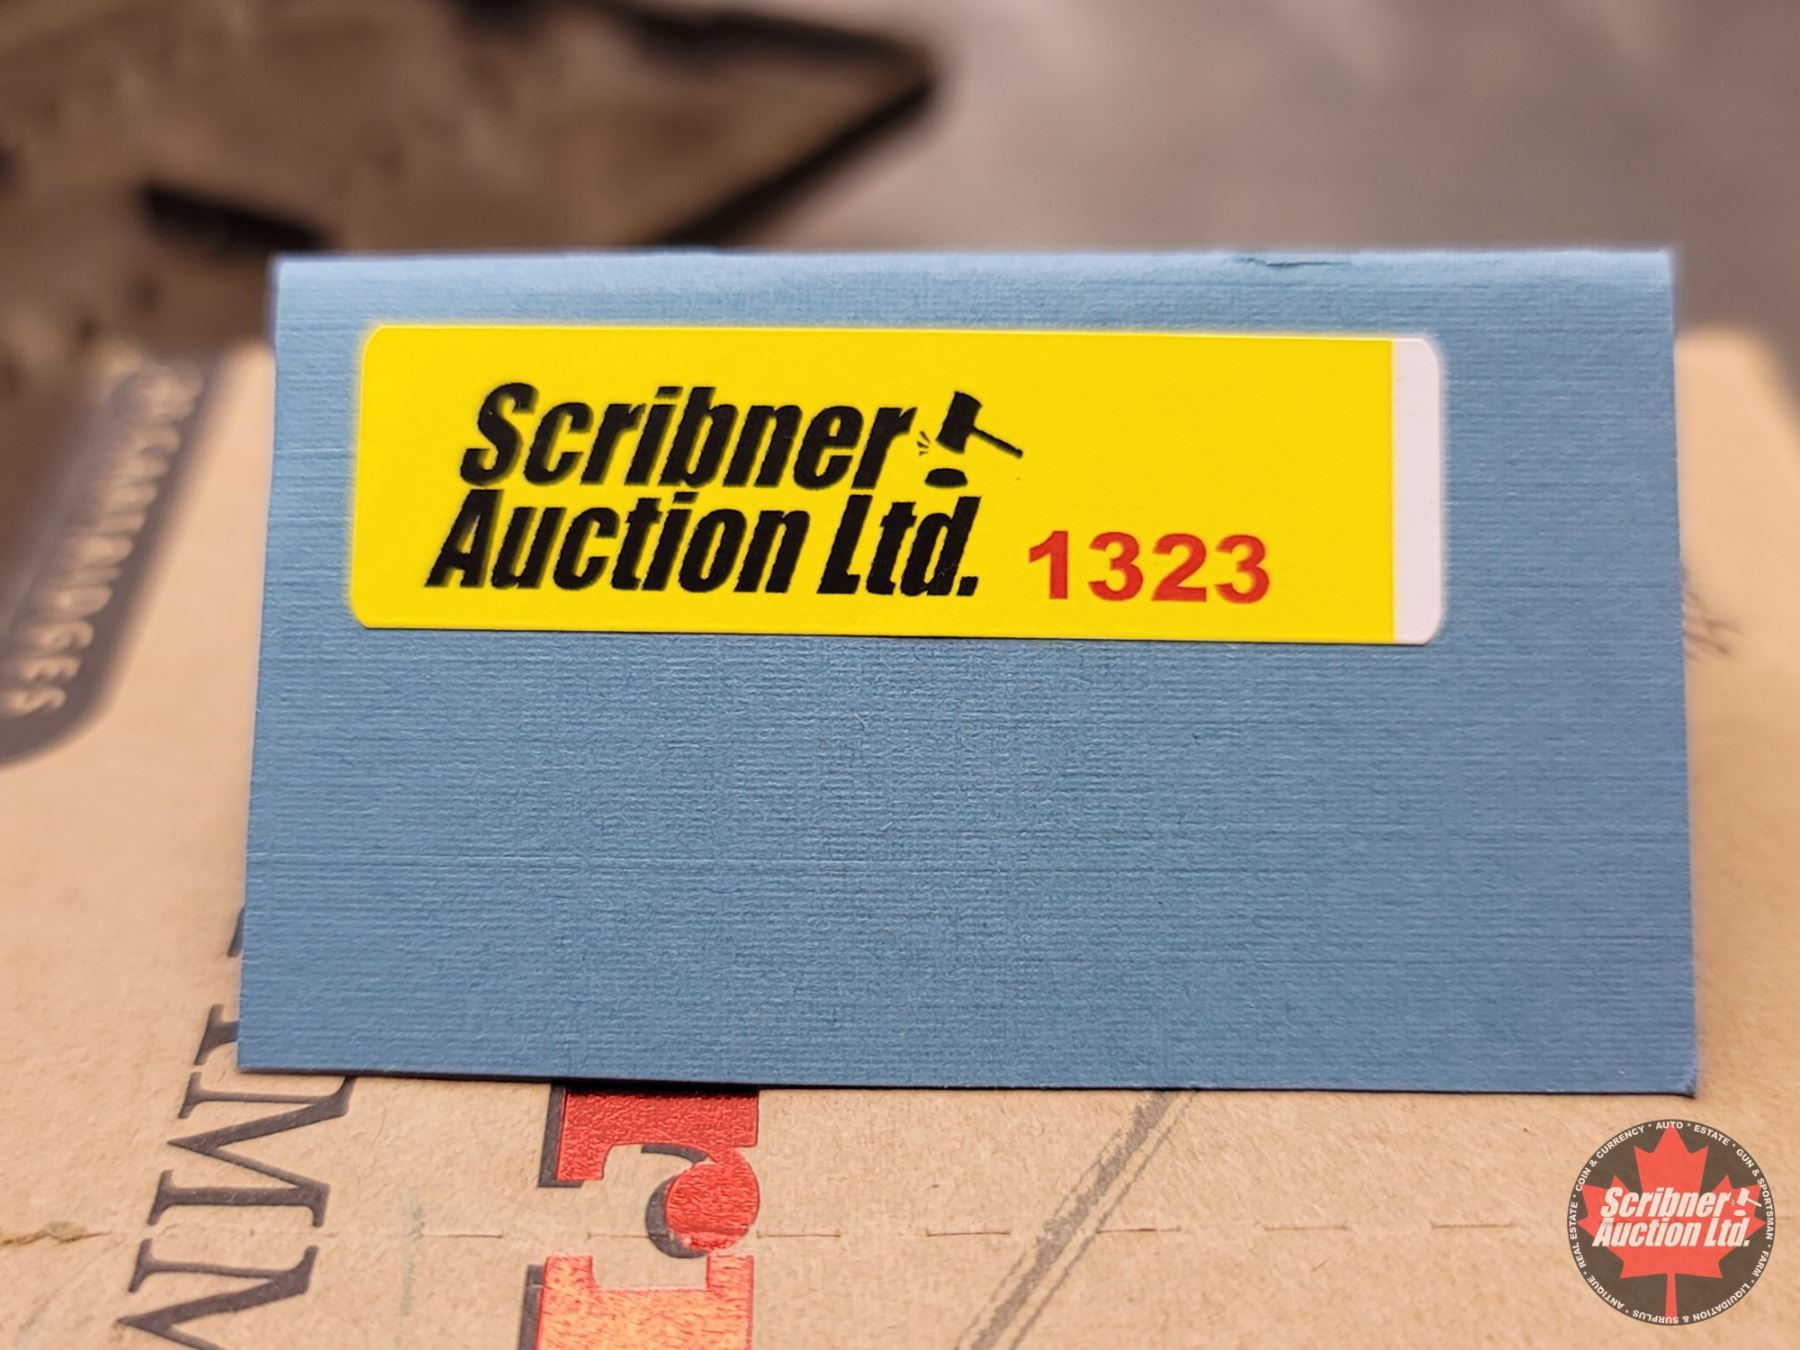 Scribner
Auction Ltd. 1323
CARTRIDGES
Scribner
Auction Ltd.
COIN & CURRENCY • AUTO • ESTATE • GUN & SPORTSMAN • FARM • LIQUIDATION & SURPLUS • ANTIQUE • REAL ESTATE •